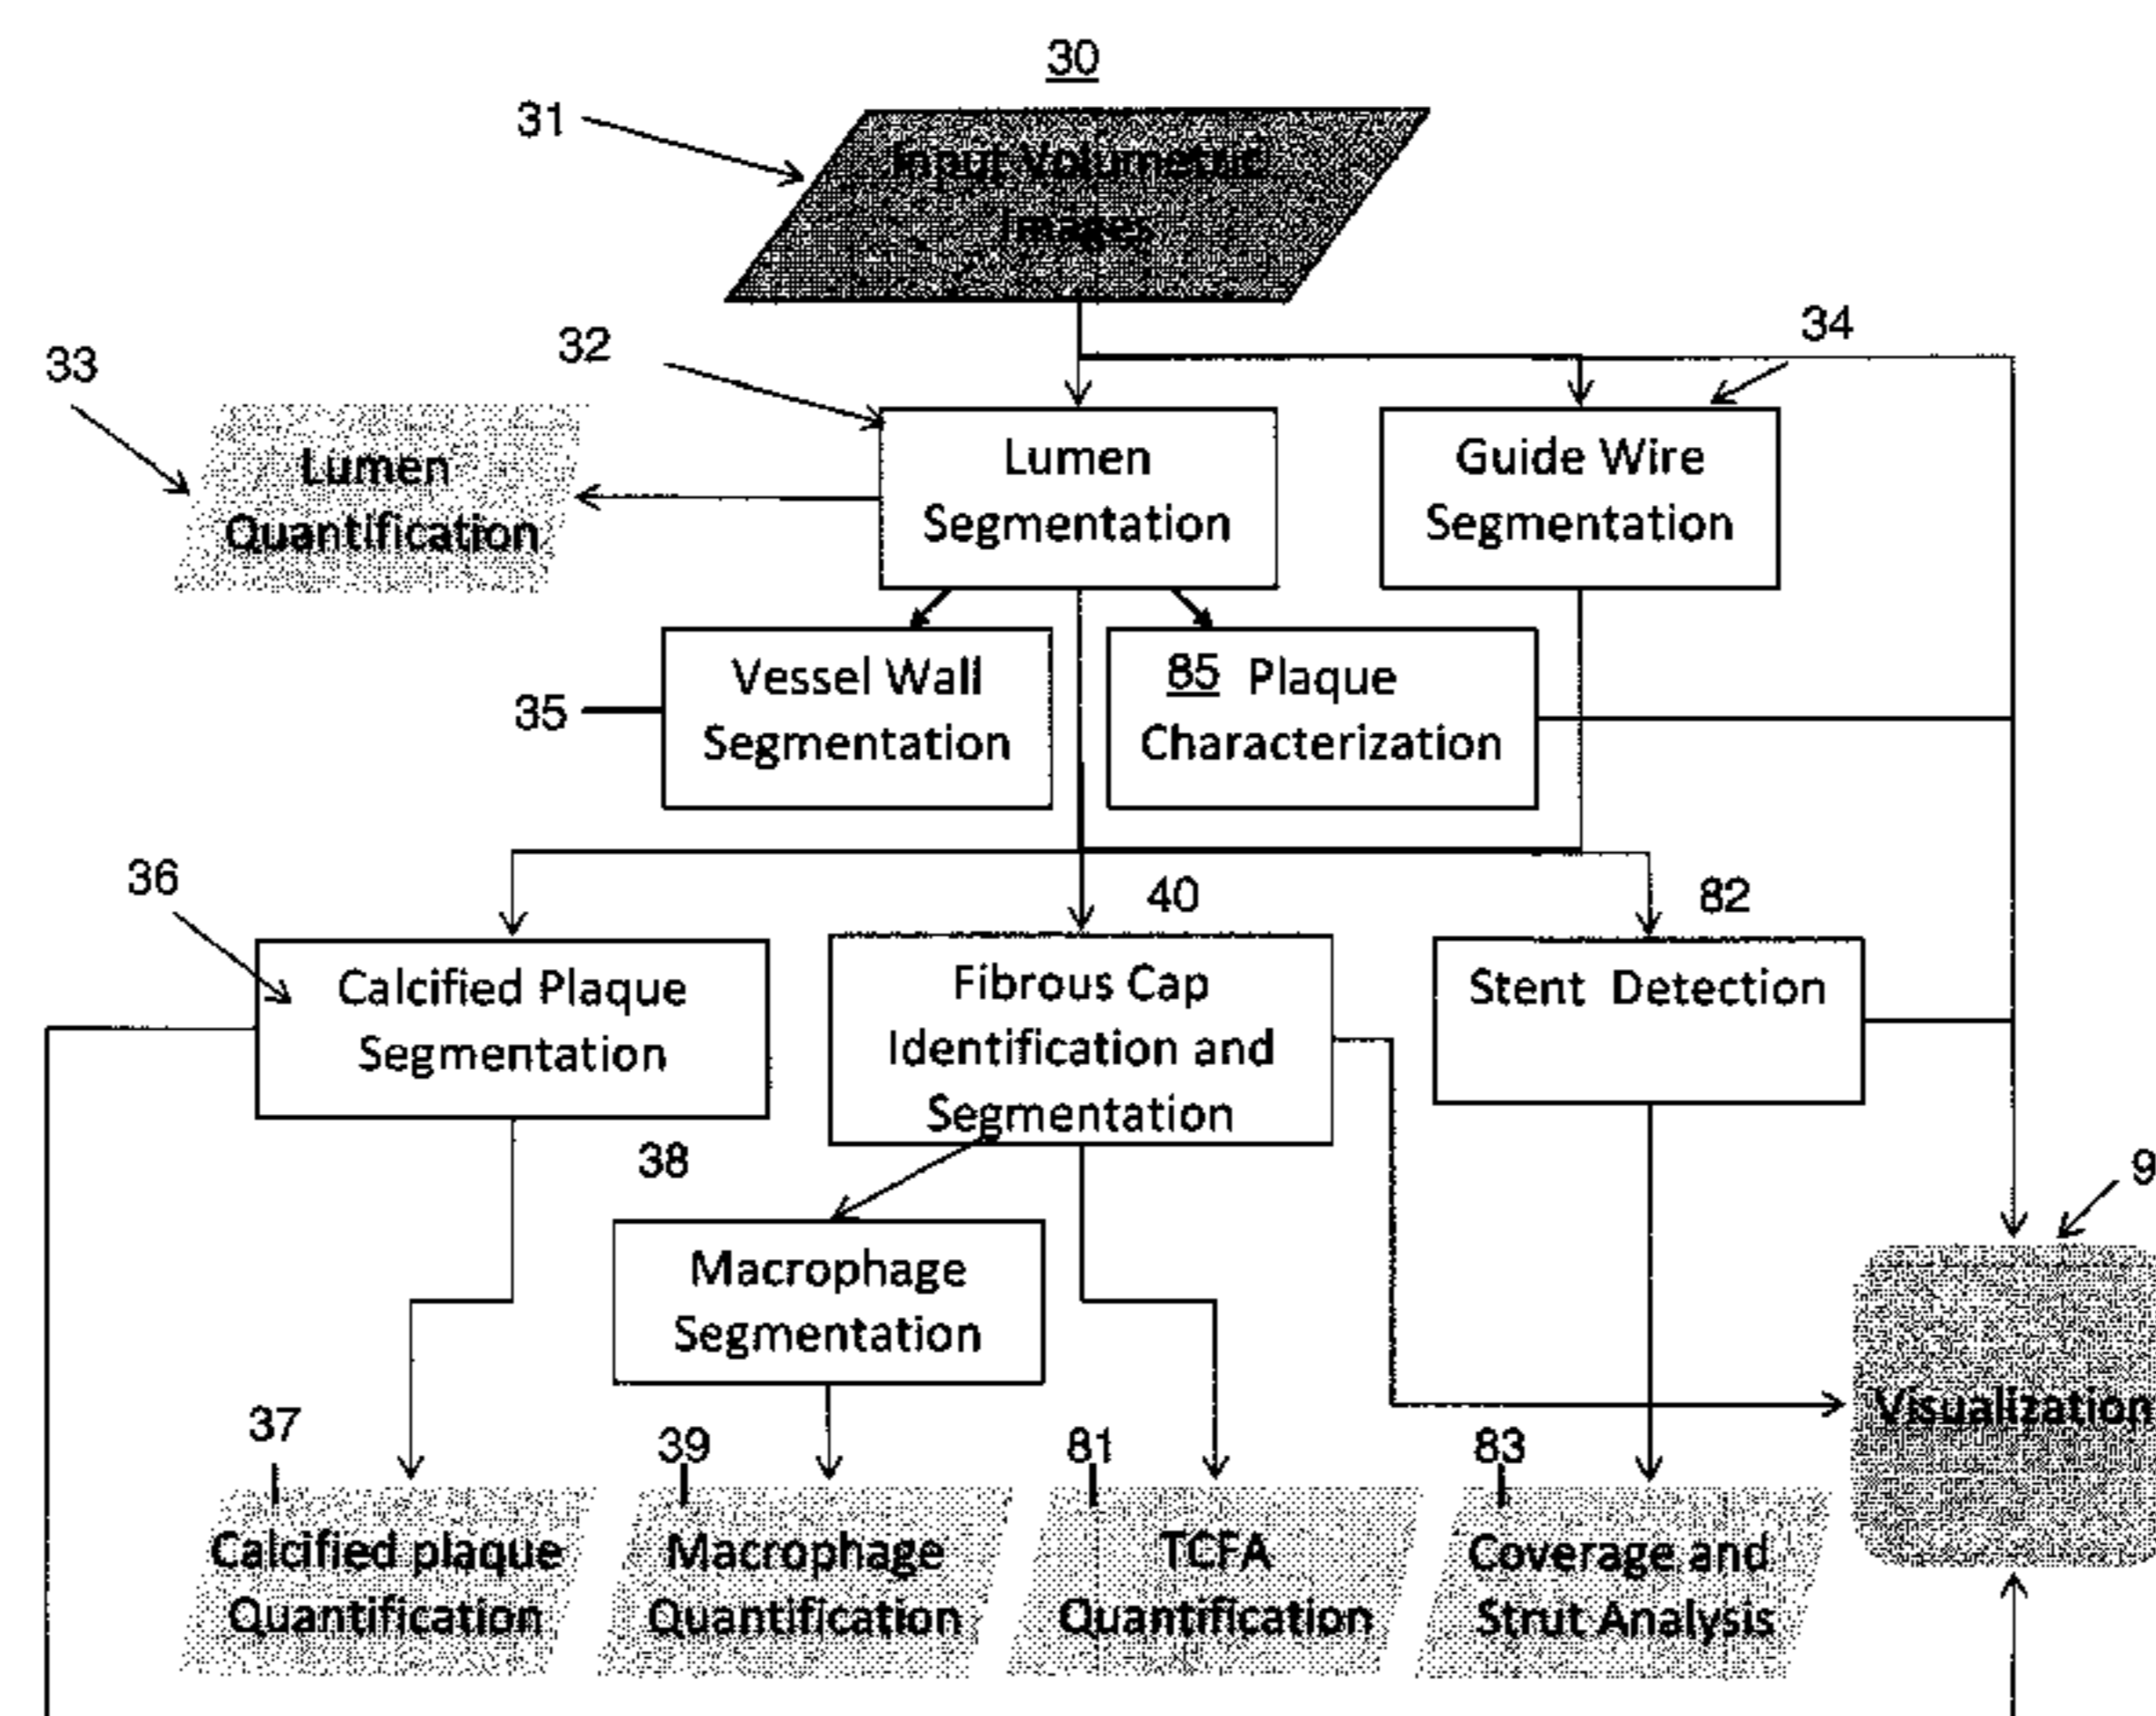 30
31
Input Volumetric
Images
32
33
34
Lumen
Quantification
Lumen
Segmentation
Guide Wire
Segmentation
35
Vessel Wall
Segmentation
85 Plaque
Characterization
36
40
82
Calcified Plaque
Segmentation
Fibrous Cap
Identification and
Segmentation
Stent Detection
38
9
Macrophage
Segmentation
Visualization
37
39
81
83
Calcified plaque
Quantification
Macrophage
Quantification
TCFA
Quantification
Coverage and
Strut Analysis